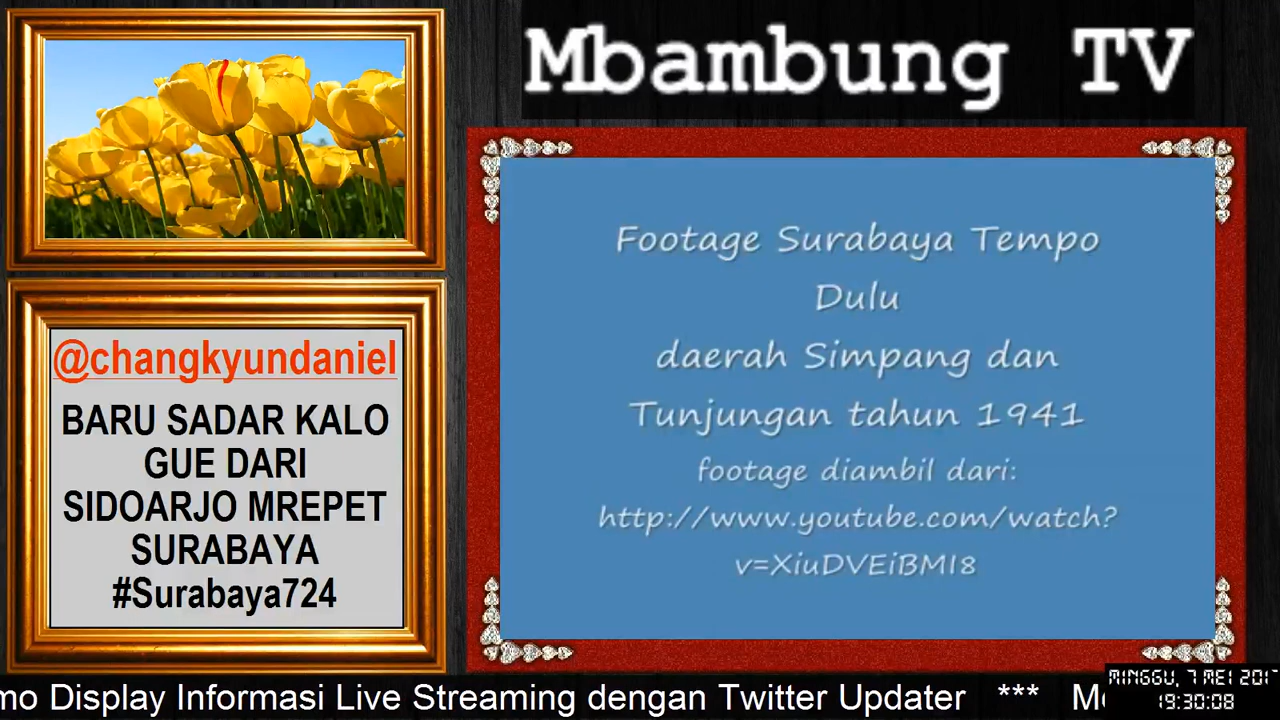 Mbambung TV
Footage Surabaya Tempo
Dulu
daerah Simpang dan
Tunjungan tahun 1941
footage diambil dari:
http://www.youtube.com/watch?
v=XiuDVEiBMI8
@changkyundaniel
BARU SADAR KALO
GUE DARI
SIDOARJO MREPET
SURABAYA
#Surabaya724
mo Display Informasi Live Streaming dengan Twitter Updater *** M
MINGGU, 7 MEI 201
19:30:08